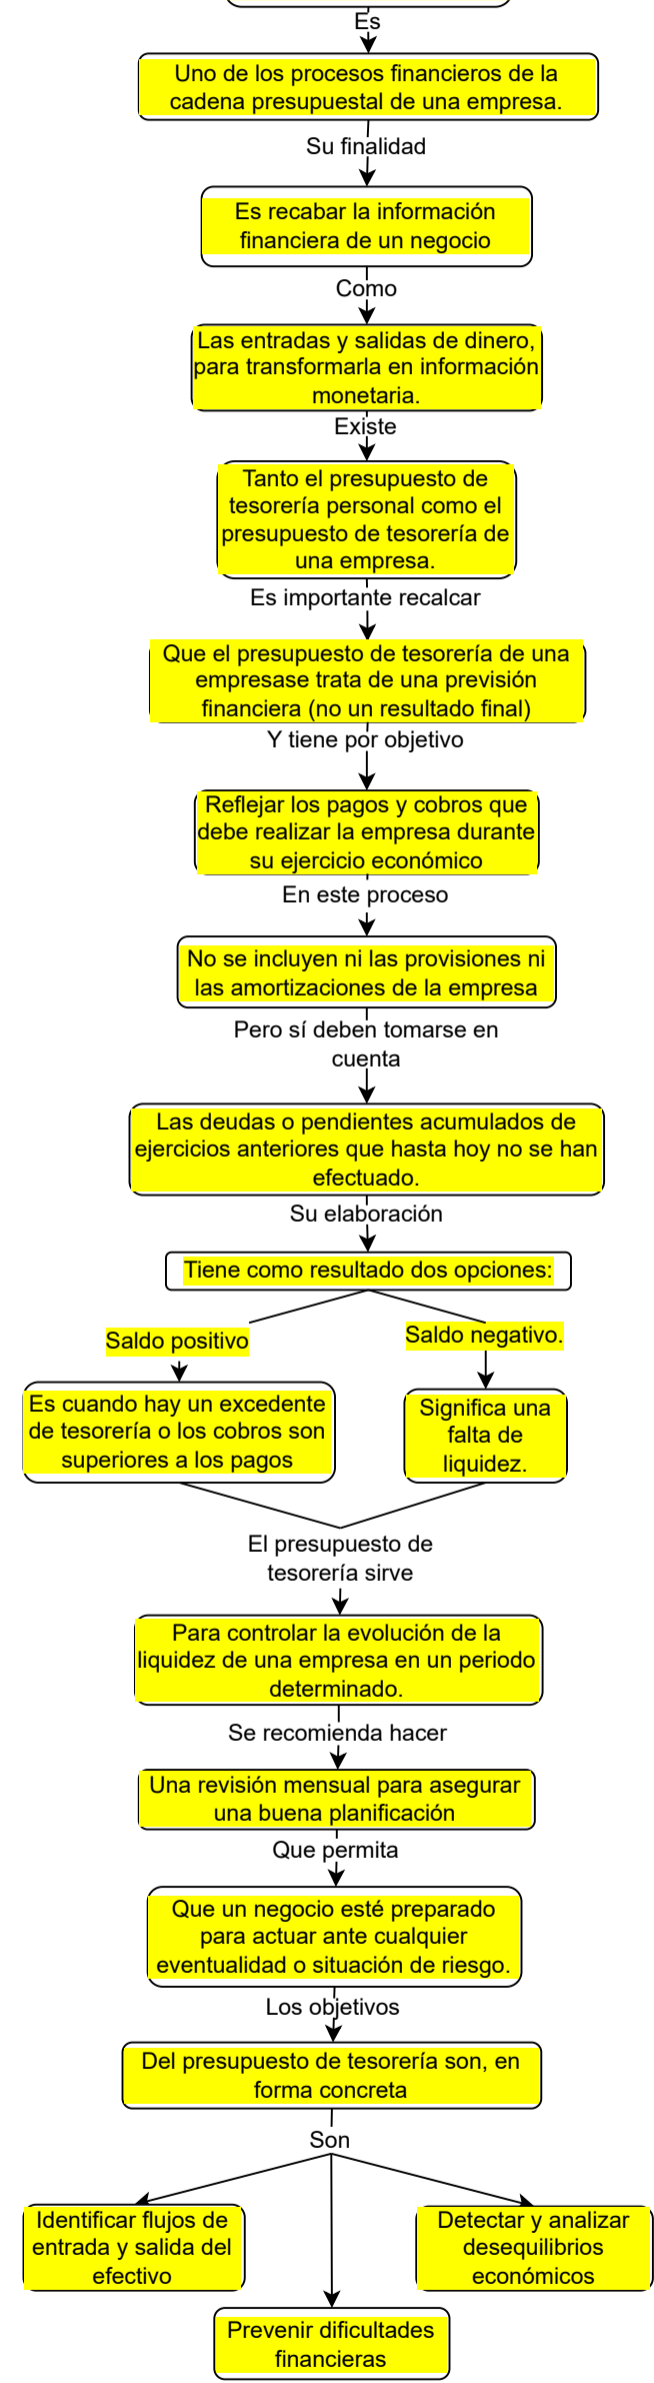 Es
Uno de los procesos financieros de la
cadena presupuestal de una empresa.
Su finalidad
Es recabar la información
financiera de un negocio
Como
Las entradas y salidas de dinero,
para transformarla en información
monetaria.
Existe
Tanto el presupuesto de
tesorería personal como el
presupuesto de tesorería de
una empresa.
Es importante recalcar
Que el presupuesto de tesorería de una
empresase trata de una previsión
financiera (no un resultado final)
Y tiene por objetivo
Reflejar los pagos y cobros que
debe realizar la empresa durante
su ejercicio económico
En este proceso
No se incluyen ni las provisiones ni
las amortizaciones de la empresa
Pero sí deben tomarse en
cuenta
Las deudas o pendientes acumulados de
ejercicios anteriores que hasta hoy no se han
efectuado.
Su elaboración
Tiene como resultado dos opciones:
Saldo positivo
Saldo negativo.
Es cuando hay un excedente
de tesorería o los cobros son
superiores a los pagos
Significa una
falta de
liquidez.
El presupuesto de
tesorería sirve
Para controlar la evolución de la
liquidez de una empresa en un periodo
determinado.
Se recomienda hacer
Una revisión mensual para asegurar
una buena planificación
Que permita
Que un negocio esté preparado
para actuar ante cualquier
eventualidad o situación de riesgo.
Los objetivos
Del presupuesto de tesorería son, en
forma concreta
Son
Identificar flujos de
entrada y salida del
efectivo
Detectar y analizar
desequilibrios
económicos
Prevenir dificultades
financieras